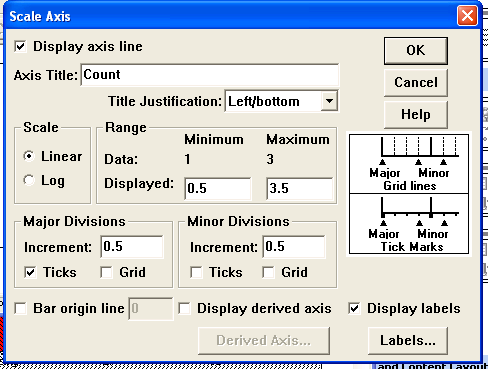 Scale Axis
Display axis line
OK
Axis Title: Count
Cancel
Title Justification: Left/bottom
Help
Scale
Linear
Log
Range
Minimum Maximum
Data: 1 3
Displayed: 0.5 3.5
Major Minor
Grid lines
Major Minor
Tick Marks
Major Divisions
Increment: 0.5
Ticks Grid
Minor Divisions
Increment: 0.5
Ticks Grid
Bar origin line 0 Display derived axis Display labels
Derived Axis... Labels...
and Content Layou